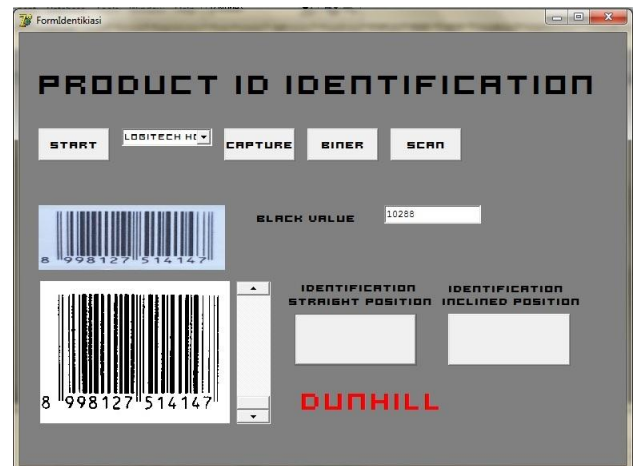 FormIdentikiasi
PRODUCT ID IDENTIFICATION
START
LOGITECH HC
CAPTURE
BINER
SCAN
8 998127 514147
BLACK VALUE
10288
IDENTIFICATION STRAIGHT POSITION
IDENTIFICATION INCLINED POSITION
8 998127 514147
DUNHILL